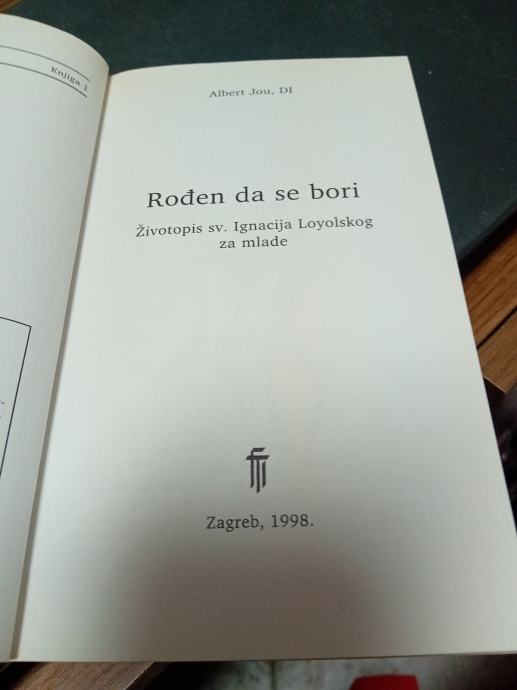 Knjiga 1
Albert Jou, DI
Rođen da se bori
Životopis sv. Ignacija Loyolskog
za mlade
Zagreb, 1998.